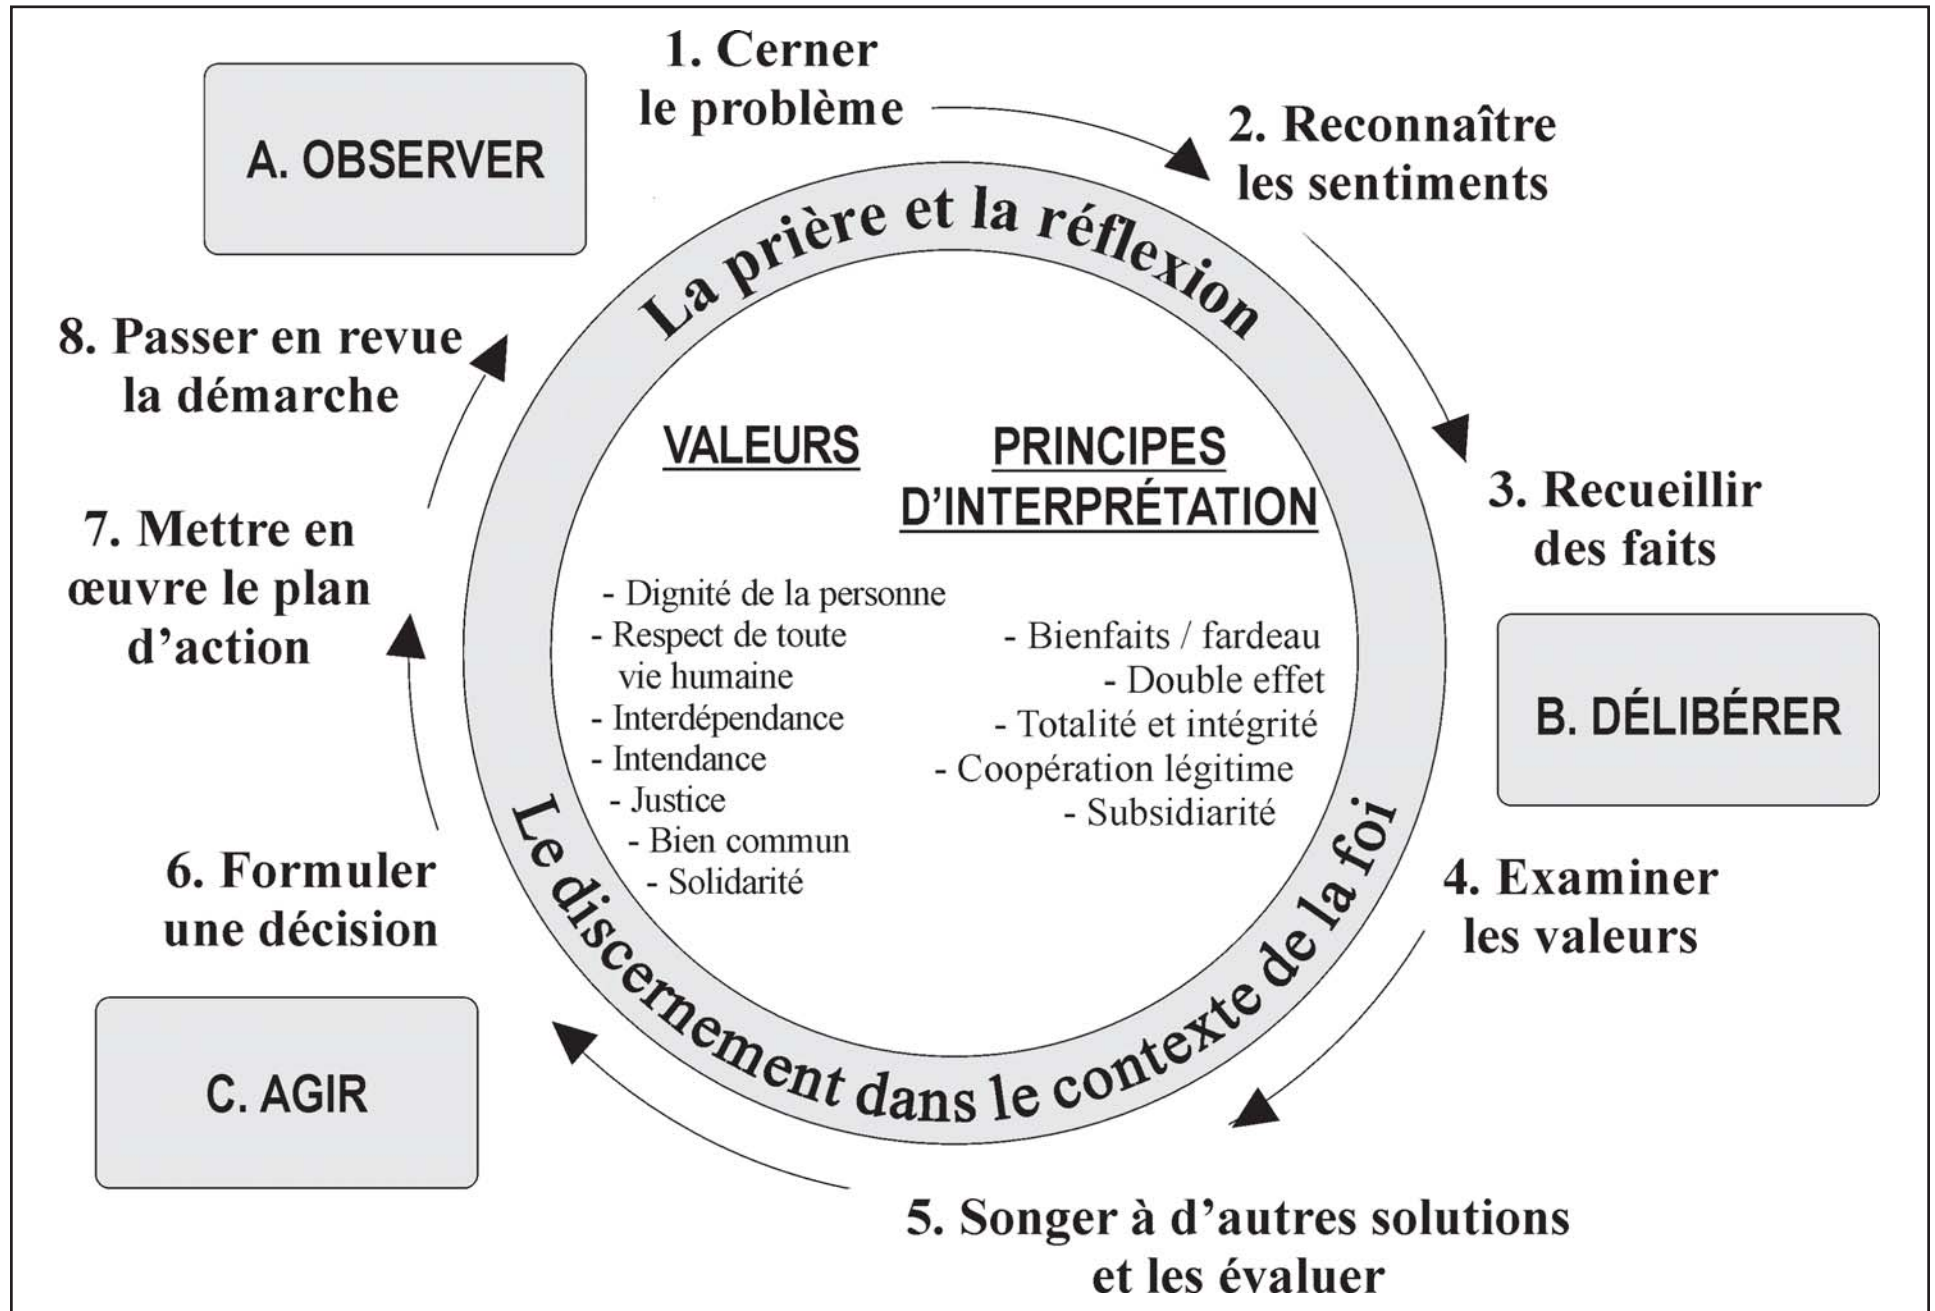 A. OBSERVER
1. Cerner
le problème
2. Reconnaître
les sentiments
3. Recueillir
des faits
B. DÉLIBÉRER
4. Examiner
les valeurs
5. Songer à d’autres solutions
et les évaluer
C. AGIR
6. Formuler
une décision
7. Mettre en
œuvre le plan
d’action
8. Passer en revue
la démarche
La prière et la réflexion
Le discernement dans le contexte de la foi
VALEURS
- Dignité de la personne
- Respect de toute
vie humaine
- Interdépendance
- Intendance
- Justice
- Bien commun
- Solidarité
PRINCIPES
D’INTERPRÉTATION
- Bienfaits / fardeau
- Double effet
- Totalité et intégrité
- Coopération légitime
- Subsidiarité